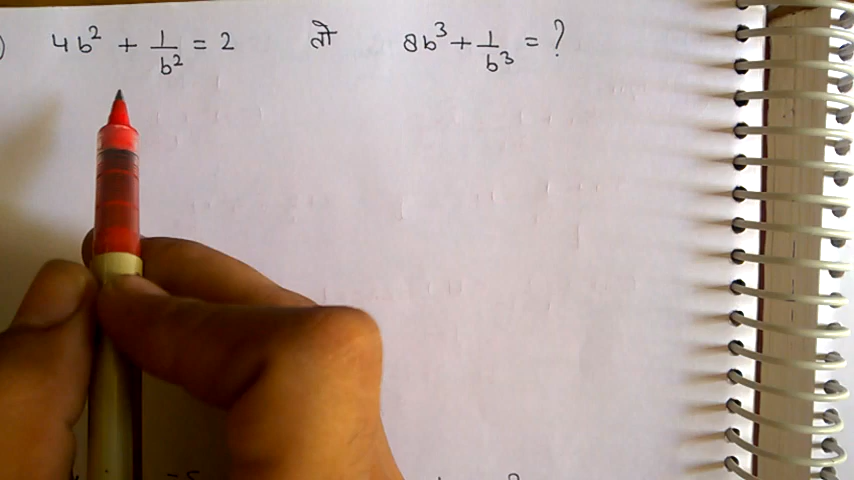 ) 4b² + 1/b² = 2 तो 8b³ + 1/b³ = ?